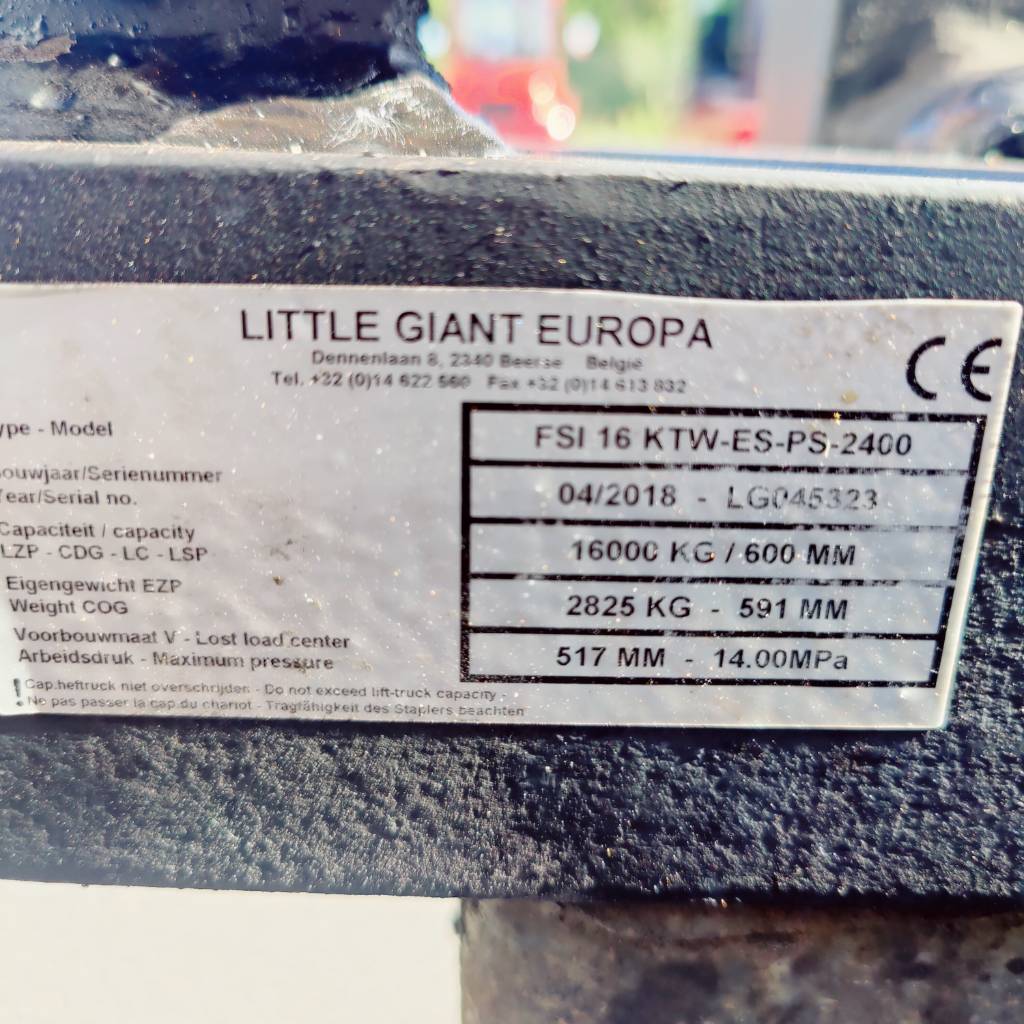 LITTLE GIANT EUROPA
Dennenlaan 8, 2340 Beerse België
Tel. +32 (0)14 622 560 Fax +32 (0)14 613 832
CE
ype - Model
FSI 16 KTW-ES-PS-2400
ouwjaar/Serienummer
Year/Serial no.
04/2018 - LG045323
Capaciteit / capacity
LZP - CDG - LC - LSP
16000 KG / 600 MM
Eigengewicht EZP
Weight COG
2825 KG - 591 MM
Voorbouwmaat V - Lost load center
Arbeidsdruk - Maximum pressure
517 MM - 14.00MPa
! Cap.heftruck niet overschrijden - Do not exceed lift-truck capacity -
No pas passer la cap.du chariot - Tragfähigkeit des Staplers beachten